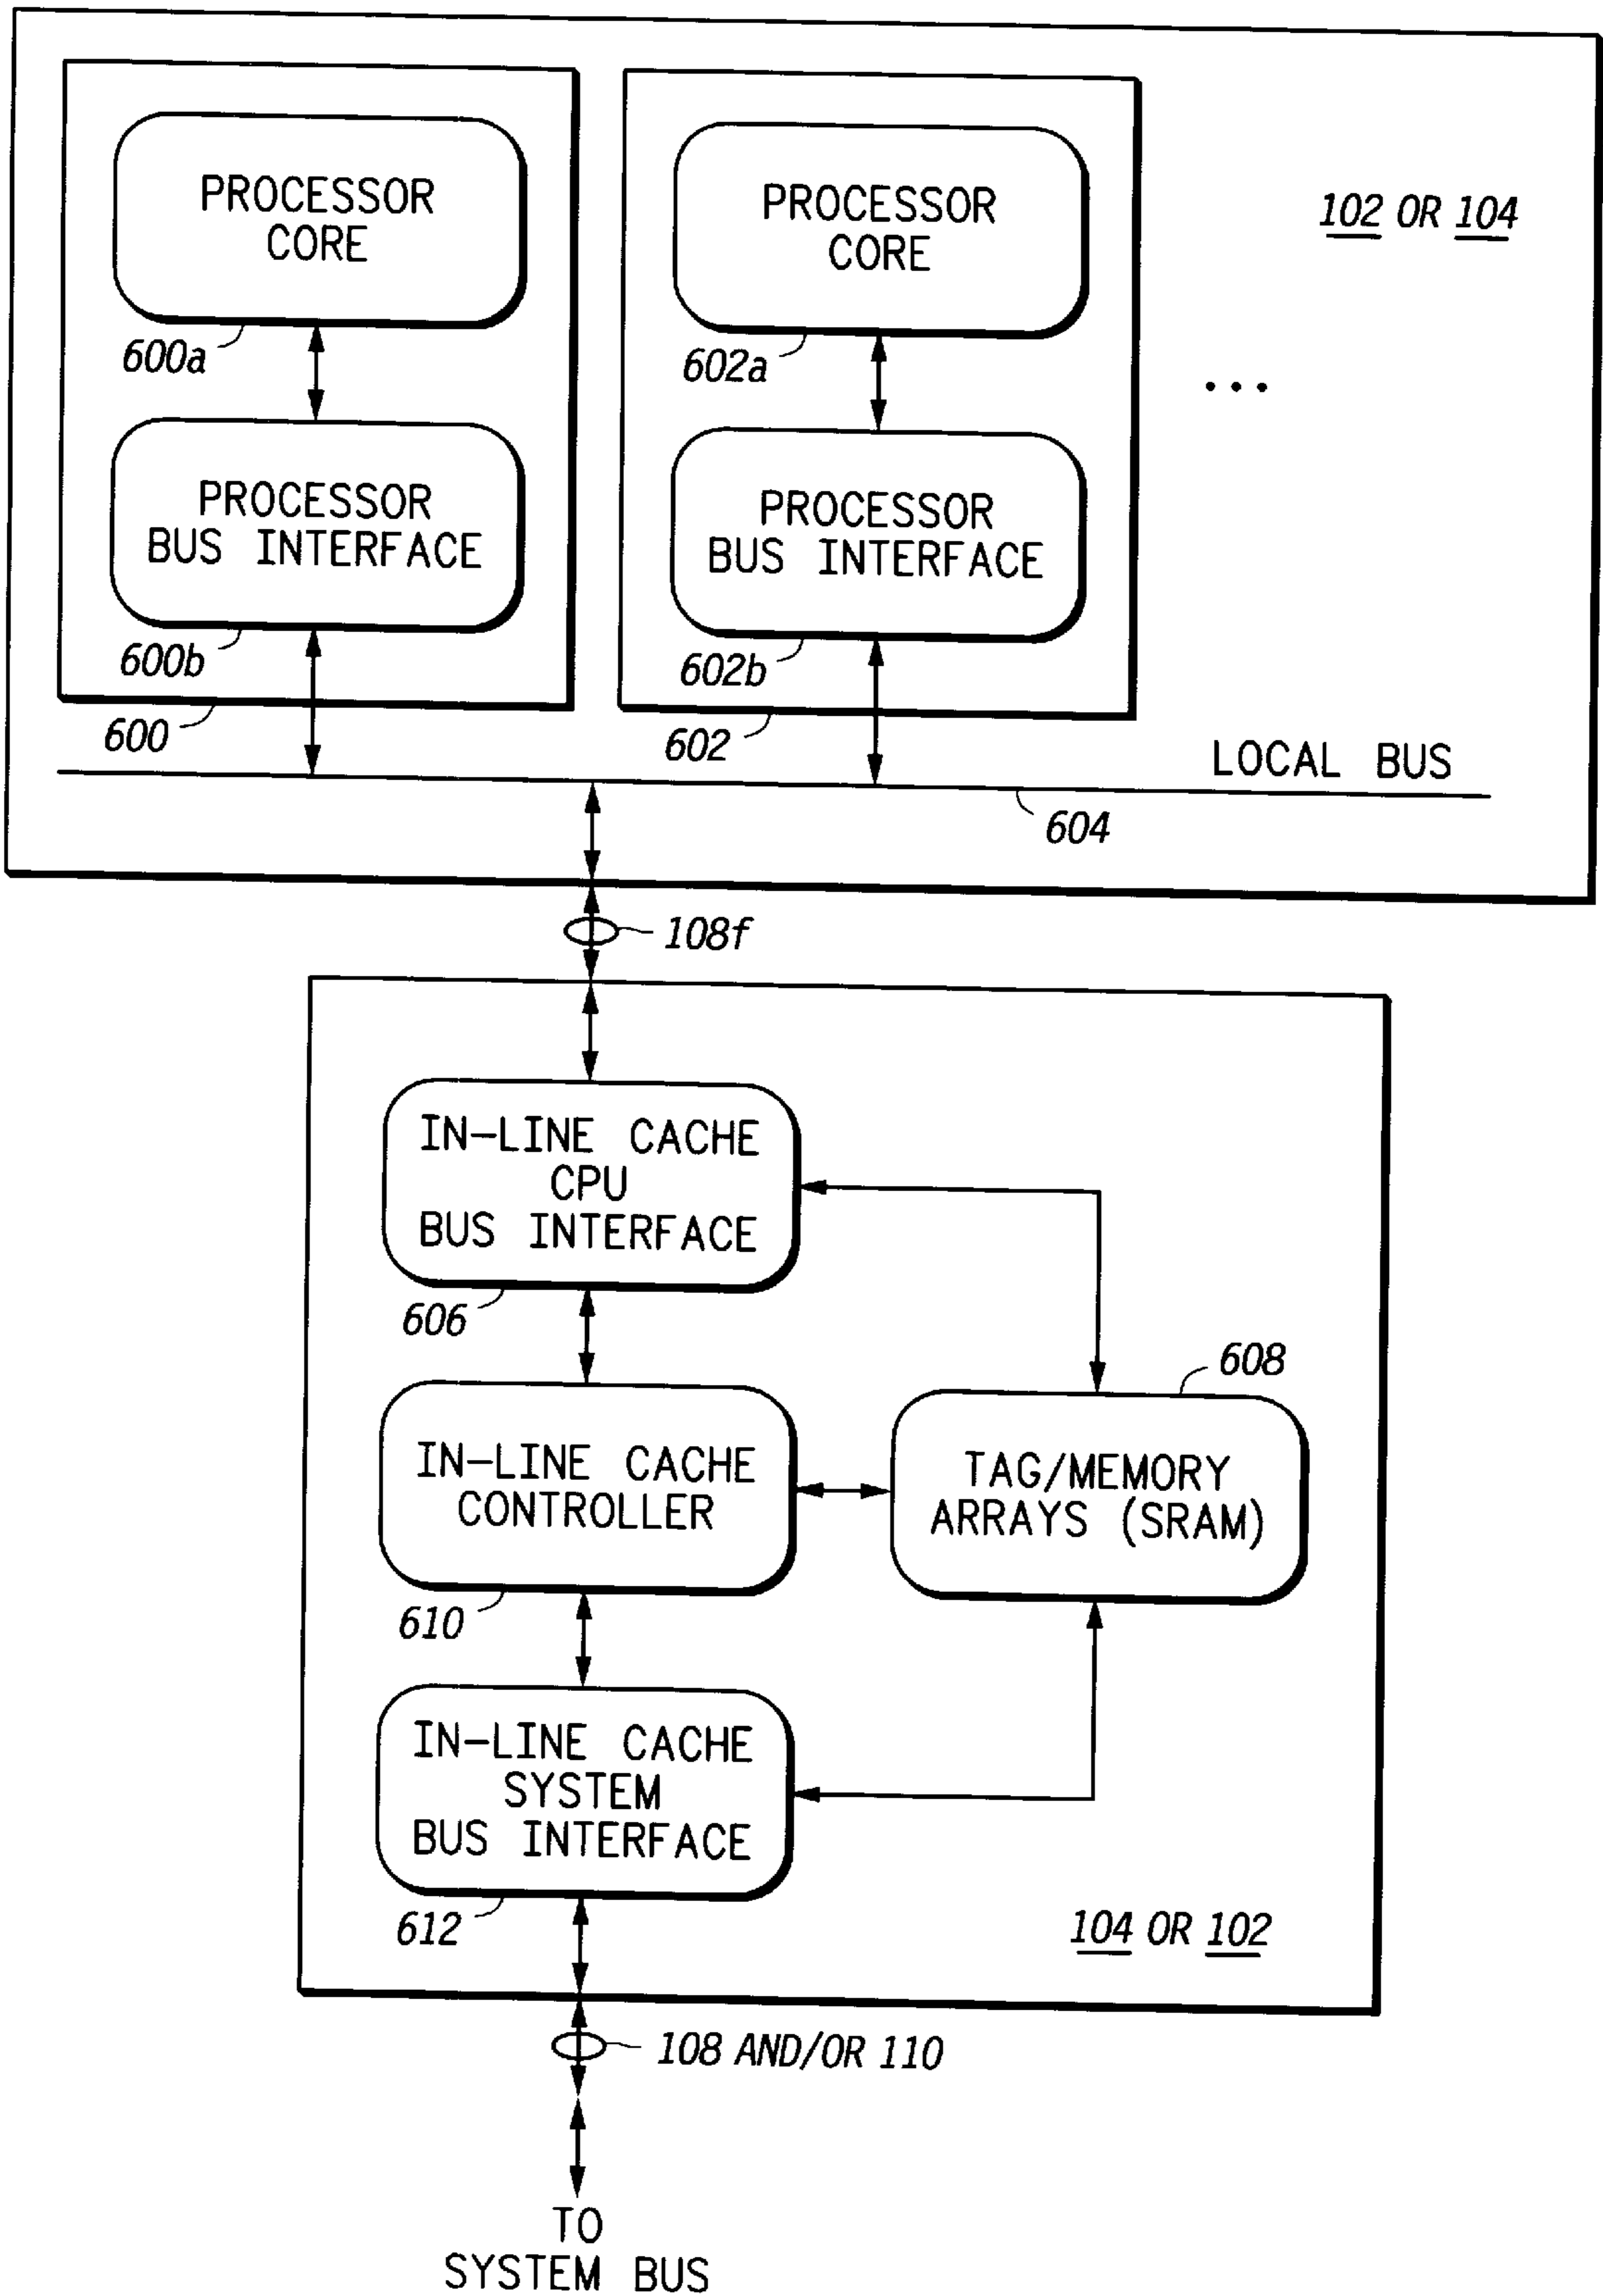 PROCESSOR
CORE
600a
PROCESSOR
BUS INTERFACE
600b
600
PROCESSOR
CORE
602a
PROCESSOR
BUS INTERFACE
602b
602
102 OR 104
...
LOCAL BUS
604
108f
IN-LINE CACHE
CPU
BUS INTERFACE
606
608
IN-LINE CACHE
CONTROLLER
610
TAG/MEMORY
ARRAYS (SRAM)
IN-LINE CACHE
SYSTEM
BUS INTERFACE
612
104 OR 102
108 AND/OR 110
TO
SYSTEM BUS